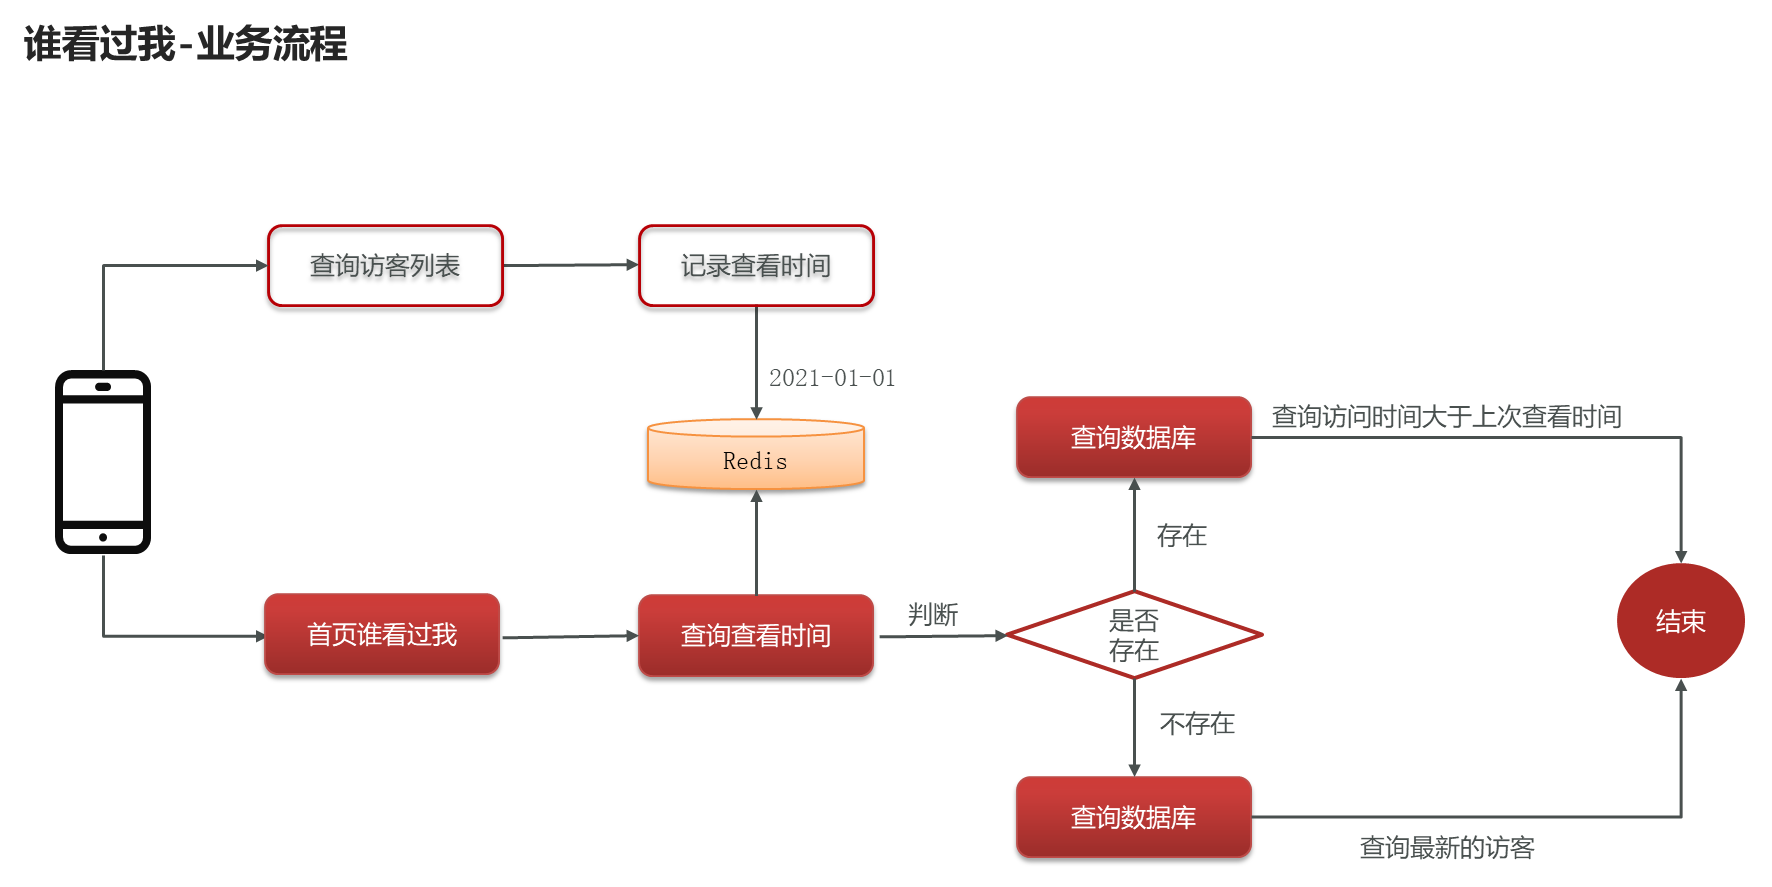 谁看过我-业务流程
查询访客列表
记录查看时间
2021-01-01
Redis
首页谁看过我
查询查看时间
判断
是否
存在
存在
查询数据库
查询访问时间大于上次查看时间
不存在
查询数据库
查询最新的访客
结束